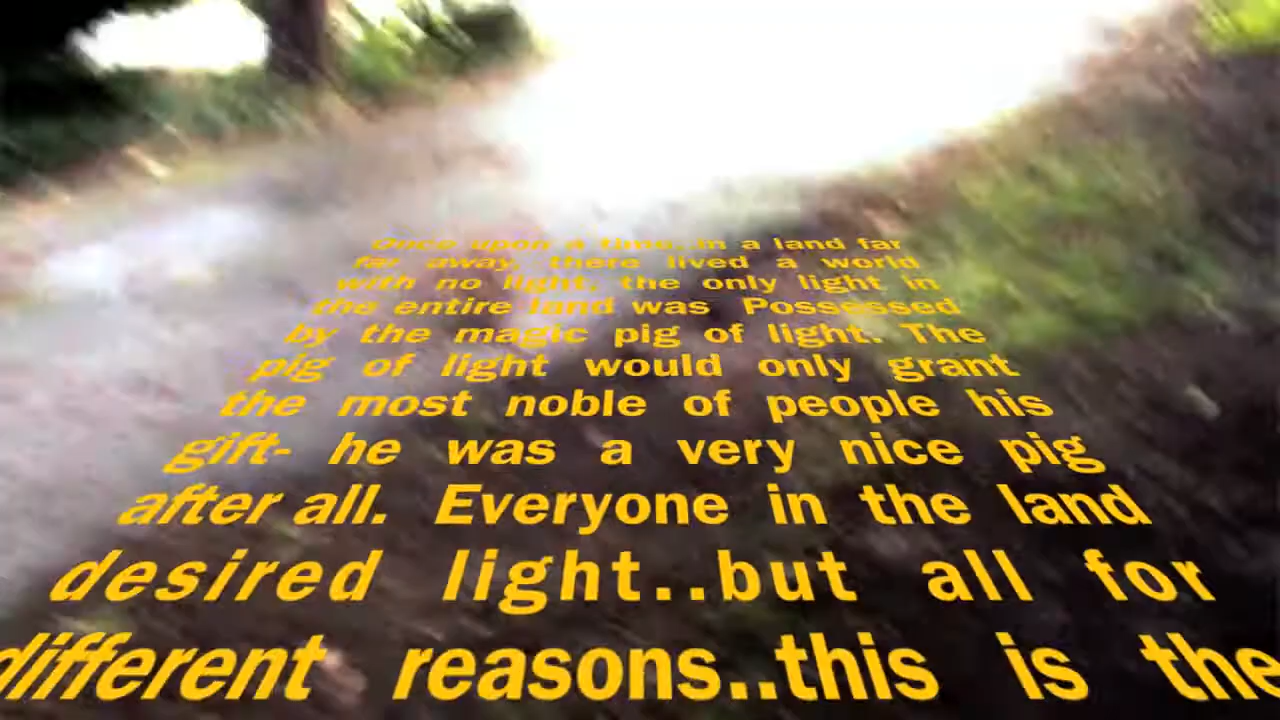 Once upon a time..in a land far
far away, there lived a world
with no light, the only light in
the entire land was Possessed
by the magic pig of light. The
pig of light would only grant
the most noble of people his
gift- he was a very nice pig
after all. Everyone in the land
desired light..but all for
different reasons..this is the